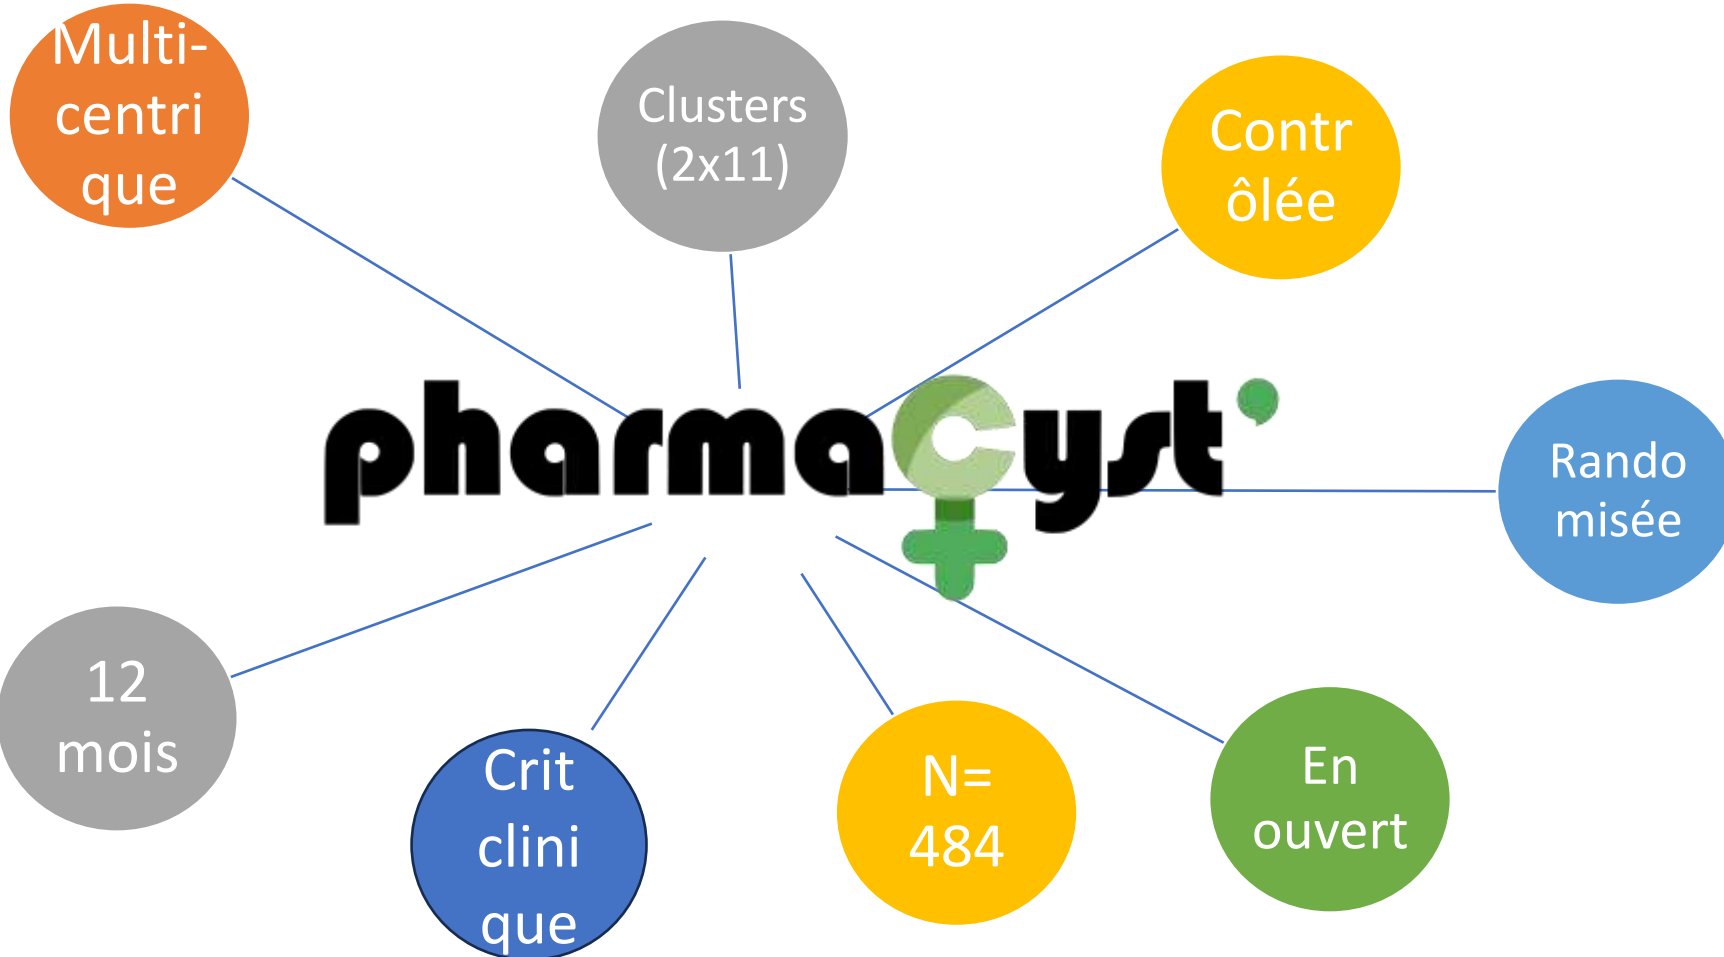 Multi-
centri
que
Clusters
(2x11)
Contr
ôlée
pharmacyst'
Rando
misée
12
mois
Crit
clini
que
N=
484
En
ouvert